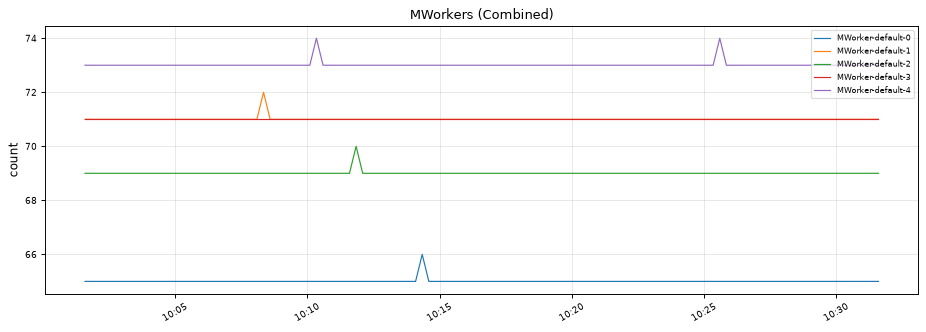 MWorkers (Combined)
MWorker-default-0
MWorker-default-1
MWorker-default-2
MWorker-default-3
MWorker-default-4
count
74
72
70
68
66
10:05
10:10
10:15
10:20
10:25
10:30